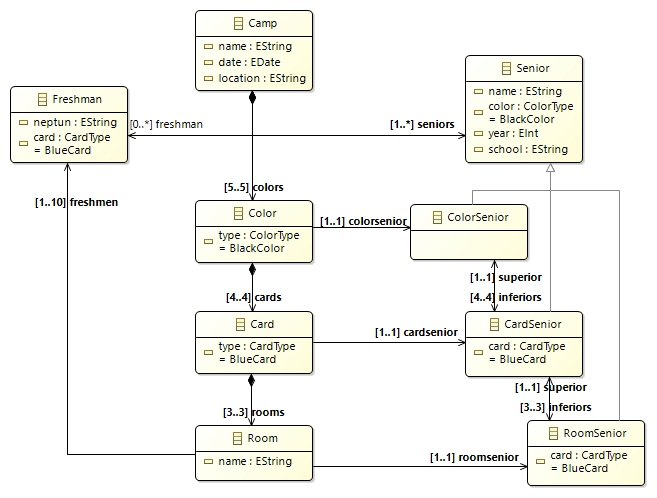 Camp
name : EString
date : EDate
location : EString
Senior
name : EString
color : ColorType
= BlackColor
year : EInt
school : EString
Freshman
neptun : EString
card : CardType
= BlueCard
[0..*] freshman
[1..*] seniors
[1..10] freshmen
[5..5] colors
Color
type : ColorType
= BlackColor
[1..1] colorsenior
ColorSenior
[1..1] superior
[4..4] inferiors
[4..4] cards
Card
type : CardType
= BlueCard
[1..1] cardsenior
CardSenior
card : CardType
= BlueCard
[1..1] superior
[3..3] inferiors
[3..3] rooms
Room
name : EString
[1..1] roomsenior
RoomSenior
card : CardType
= BlueCard